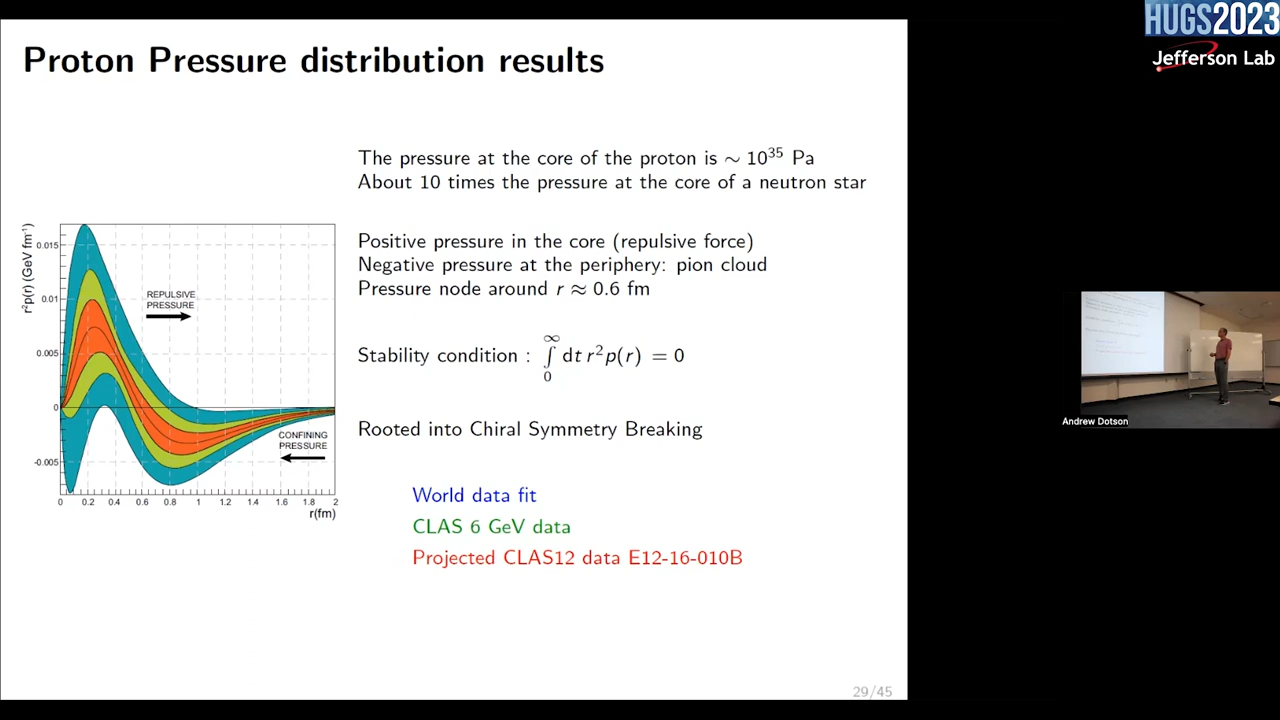 HUGS2023
Jefferson Lab
Proton Pressure distribution results
The pressure at the core of the proton is ∼ 10³⁵ Pa
About 10 times the pressure at the core of a neutron star
Positive pressure in the core (repulsive force)
Negative pressure at the periphery: pion cloud
Pressure node around r ≈ 0.6 fm
Stability condition : ∫₀^∞ dt r²p(r) = 0
Rooted into Chiral Symmetry Breaking
World data fit
CLAS 6 GeV data
Projected CLAS12 data E12-16-010B
r²p(r) (GeV fm⁻¹)
0.015
0.01
0.005
0
-0.005
REPULSIVE
PRESSURE
CONFINING
PRESSURE
0 0.2 0.4 0.6 0.8 1 1.2 1.4 1.6 1.8 2
r(fm)
Andrew Dotson
29/45